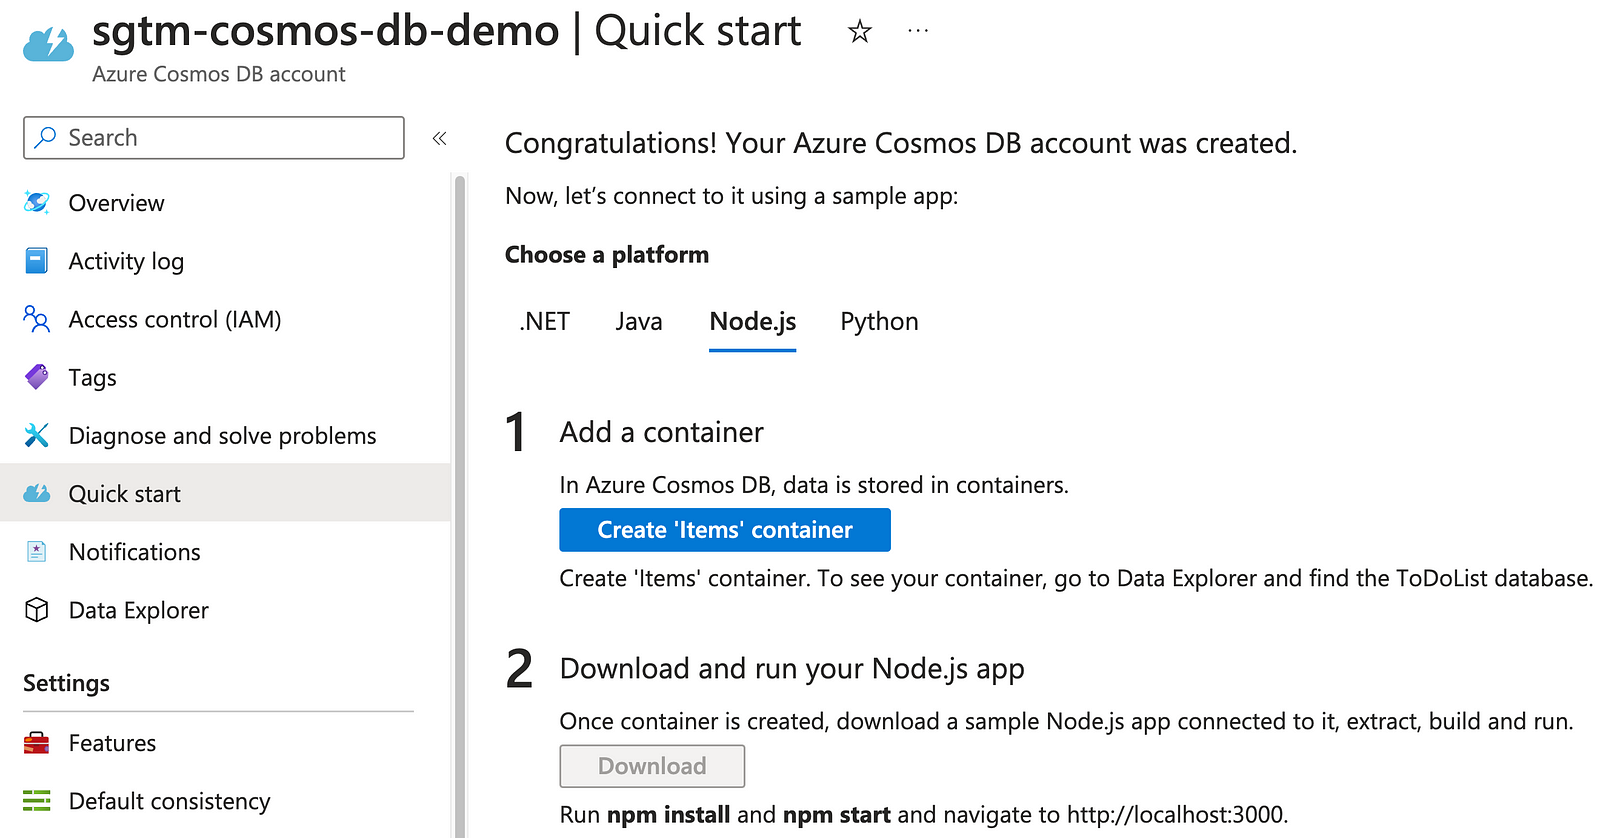 sgtm-cosmos-db-demo | Quick start
Azure Cosmos DB account
Search
Overview
Activity log
Access control (IAM)
Tags
Diagnose and solve problems
Quick start
Notifications
Data Explorer
Settings
Features
Default consistency
Congratulations! Your Azure Cosmos DB account was created.
Now, let’s connect to it using a sample app:
Choose a platform
.NET Java Node.js Python
1 Add a container
In Azure Cosmos DB, data is stored in containers.
Create 'Items' container
Create 'Items' container. To see your container, go to Data Explorer and find the ToDoList database.
2 Download and run your Node.js app
Once container is created, download a sample Node.js app connected to it, extract, build and run.
Download
Run npm install and npm start and navigate to http://localhost:3000.